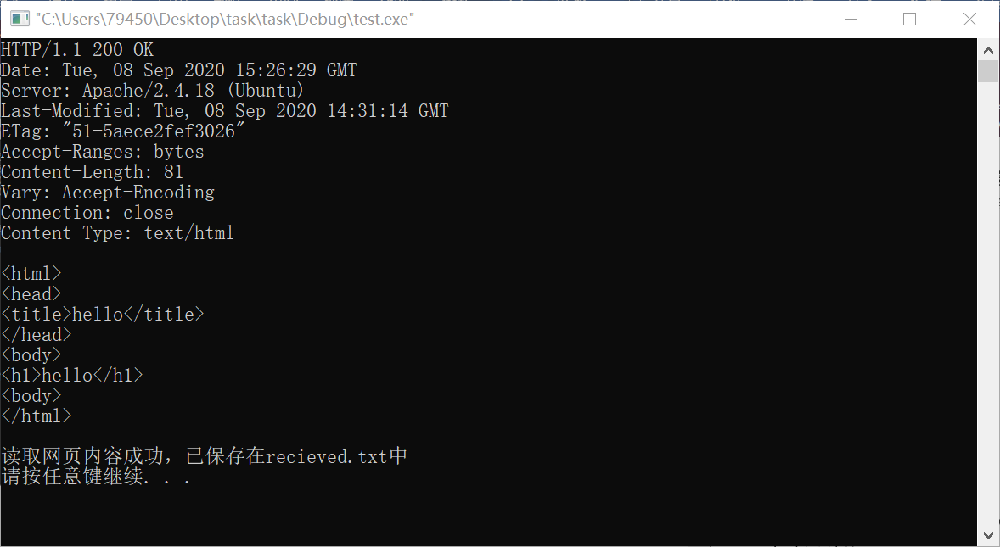 "C:\Users\79450\Desktop\task\task\Debug\test.exe"
HTTP/1.1 200 OK
Date: Tue, 08 Sep 2020 15:26:29 GMT
Server: Apache/2.4.18 (Ubuntu)
Last-Modified: Tue, 08 Sep 2020 14:31:14 GMT
ETag: "51-5aece2fef3026"
Accept-Ranges: bytes
Content-Length: 81
Vary: Accept-Encoding
Connection: close
Content-Type: text/html
<html>
<head>
<title>hello</title>
</head>
<body>
<h1>hello</h1>
<body>
</html>
读取网页内容成功，已保存在recieved.txt中
请按任意键继续. . .